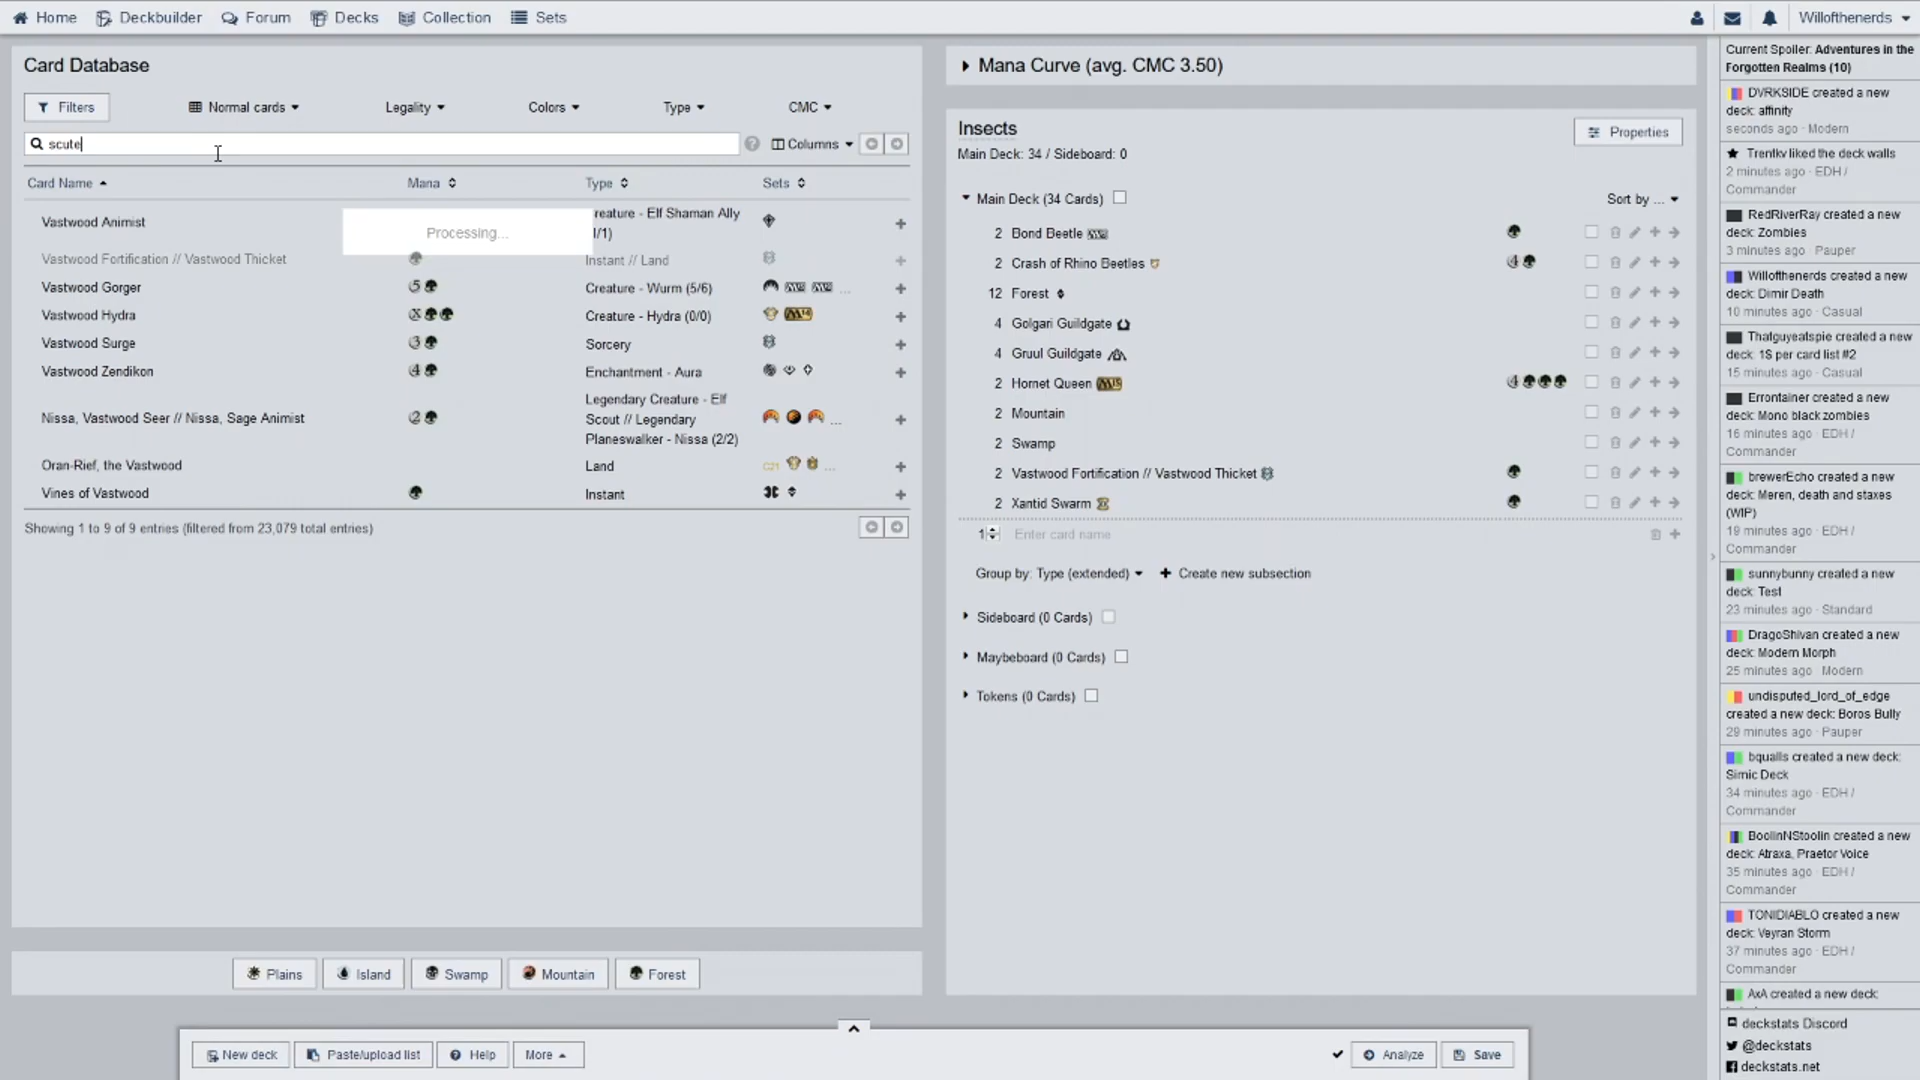 Home Deckbuilder Forum Decks Collection Sets Willofthenerds
Card Database
Filters Normal cards Legality Colors Type CMC
scute Columns
Card Name Mana Type Sets
Vastwood Animist reature - Elf Shaman Ally
Processing... I/1)
Vastwood Fortification // Vastwood Thicket Instant // Land
Vastwood Gorger 5 Creature - Wurm (5/6) ...
Vastwood Hydra X Creature - Hydra (0/0)
Vastwood Surge 3 Sorcery
Vastwood Zendikon 4 Enchantment - Aura
Nissa, Vastwood Seer // Nissa, Sage Animist 2 Legendary Creature - Elf
Scout // Legendary
Planeswalker - Nissa (2/2) ...
Oran-Rief, the Vastwood Land ...
Vines of Vastwood Instant
Showing 1 to 9 of 9 entries (filtered from 23,079 total entries)
Plains Island Swamp Mountain Forest
Mana Curve (avg. CMC 3.50)
Insects
Properties
Main Deck: 34 / Sideboard: 0
Main Deck (34 Cards) Sort by ...
2 Bond Beetle
2 Crash of Rhino Beetles 4
12 Forest
4 Golgari Guildgate
4 Gruul Guildgate
2 Hornet Queen M15 4
2 Mountain
2 Swamp
2 Vastwood Fortification // Vastwood Thicket
2 Xantid Swarm
1 Enter card name
Group by: Type (extended) Create new subsection
Sideboard (0 Cards)
Maybeboard (0 Cards)
Tokens (0 Cards)
Current Spoiler: Adventures in the
Forgotten Realms (10)
DVRKSIDE created a new
deck: affinity
seconds ago · Modern
Trentkv liked the deck walls
2 minutes ago · EDH /
Commander
RedRiverRay created a new
deck: Zombies
3 minutes ago · Pauper
Willofthenerds created a new
deck: Dimir Death
10 minutes ago · Casual
Thatguyeatspie created a new
deck: 1$ per card list #2
15 minutes ago · Casual
Errontainer created a new
deck: Mono black zombies
16 minutes ago · EDH /
Commander
brewerEcho created a new
deck: Meren, death and staxes
(WIP)
19 minutes ago · EDH /
Commander
sunnybunny created a new
deck: Test
23 minutes ago · Standard
DragoShivan created a new
deck: Modern Morph
25 minutes ago · Modern
undisputed_lord_of_edge
created a new deck: Boros Bully
29 minutes ago · Pauper
bqualls created a new deck:
Simic Deck
34 minutes ago · EDH /
Commander
BoolinNStoolin created a new
deck: Atraxa, Praetor Voice
35 minutes ago · EDH /
Commander
TONIDIABLO created a new
deck: Veyran Storm
37 minutes ago · EDH /
Commander
AxA created a new deck:
deckstats Discord
@deckstats
deckstats.net
New deck Paste/upload list Help More Analyze Save